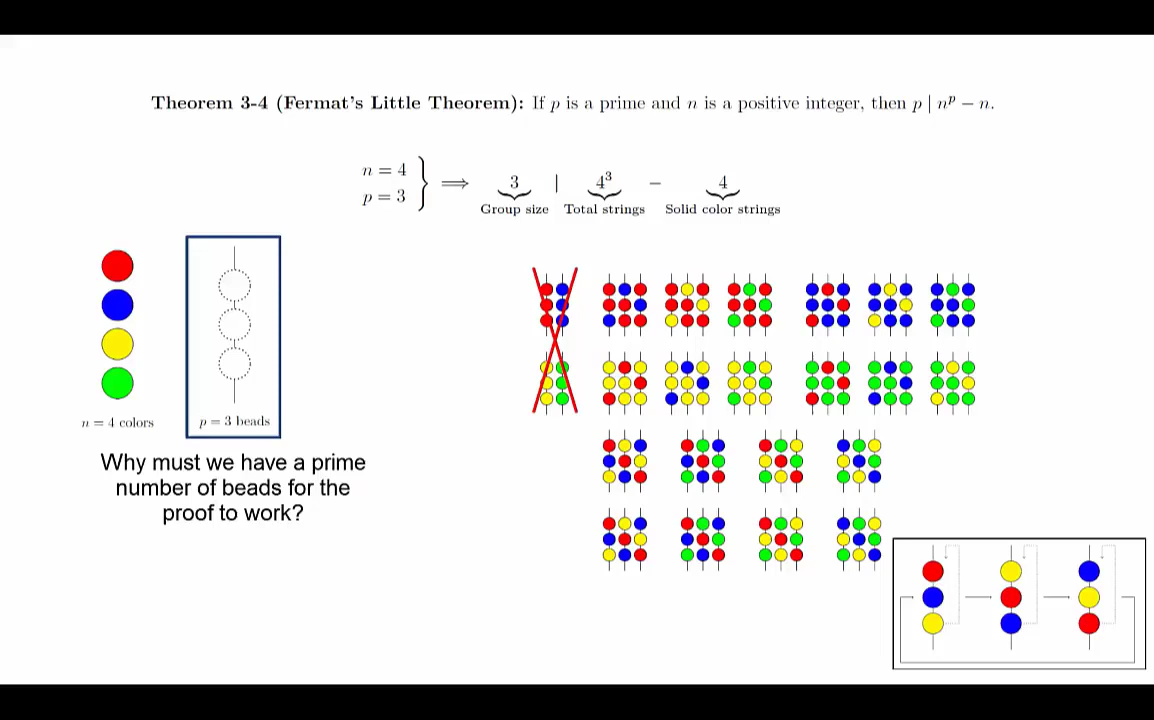 Theorem 3-4 (Fermat's Little Theorem): If p is a prime and n is a positive integer, then p | nᵖ − n.
n = 4
p = 3
⟹ 3 | 4³ − 4
Group size Total strings Solid color strings
n = 4 colors
p = 3 beads
Why must we have a prime
number of beads for the
proof to work?